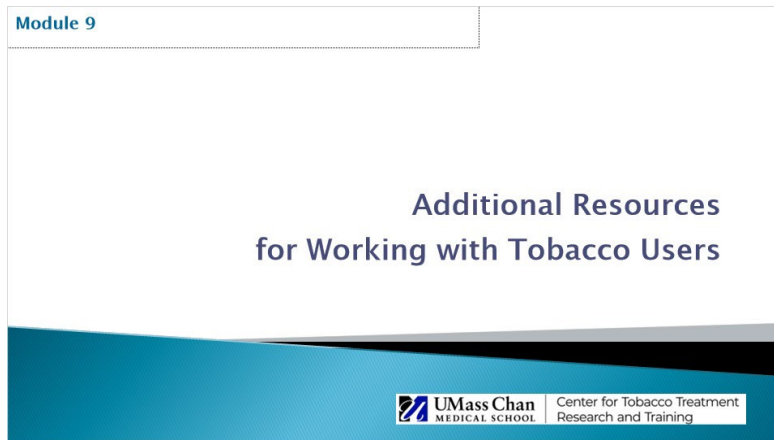 Module 9
Additional Resources
for Working with Tobacco Users
UMass Chan
MEDICAL SCHOOL
Center for Tobacco Treatment
Research and Training